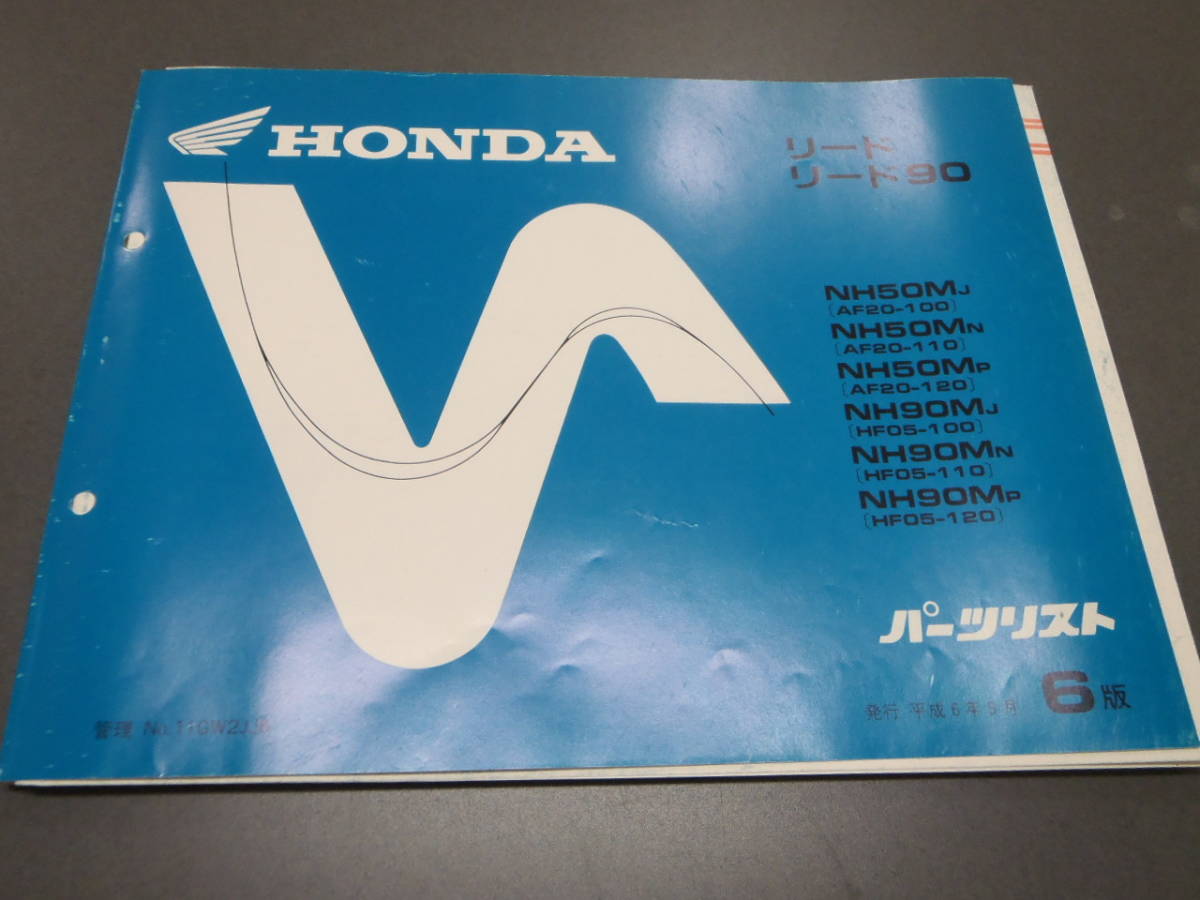 HONDA
リード
リード90
NH50MJ
〔AF20-100〕
NH50MN
〔AF20-110〕
NH50MP
〔AF20-120〕
NH90MJ
〔HF05-100〕
NH90MN
〔HF05-110〕
NH90MP
〔HF05-120〕
パーツリスト
発行 平成6年 6版
管理 No.